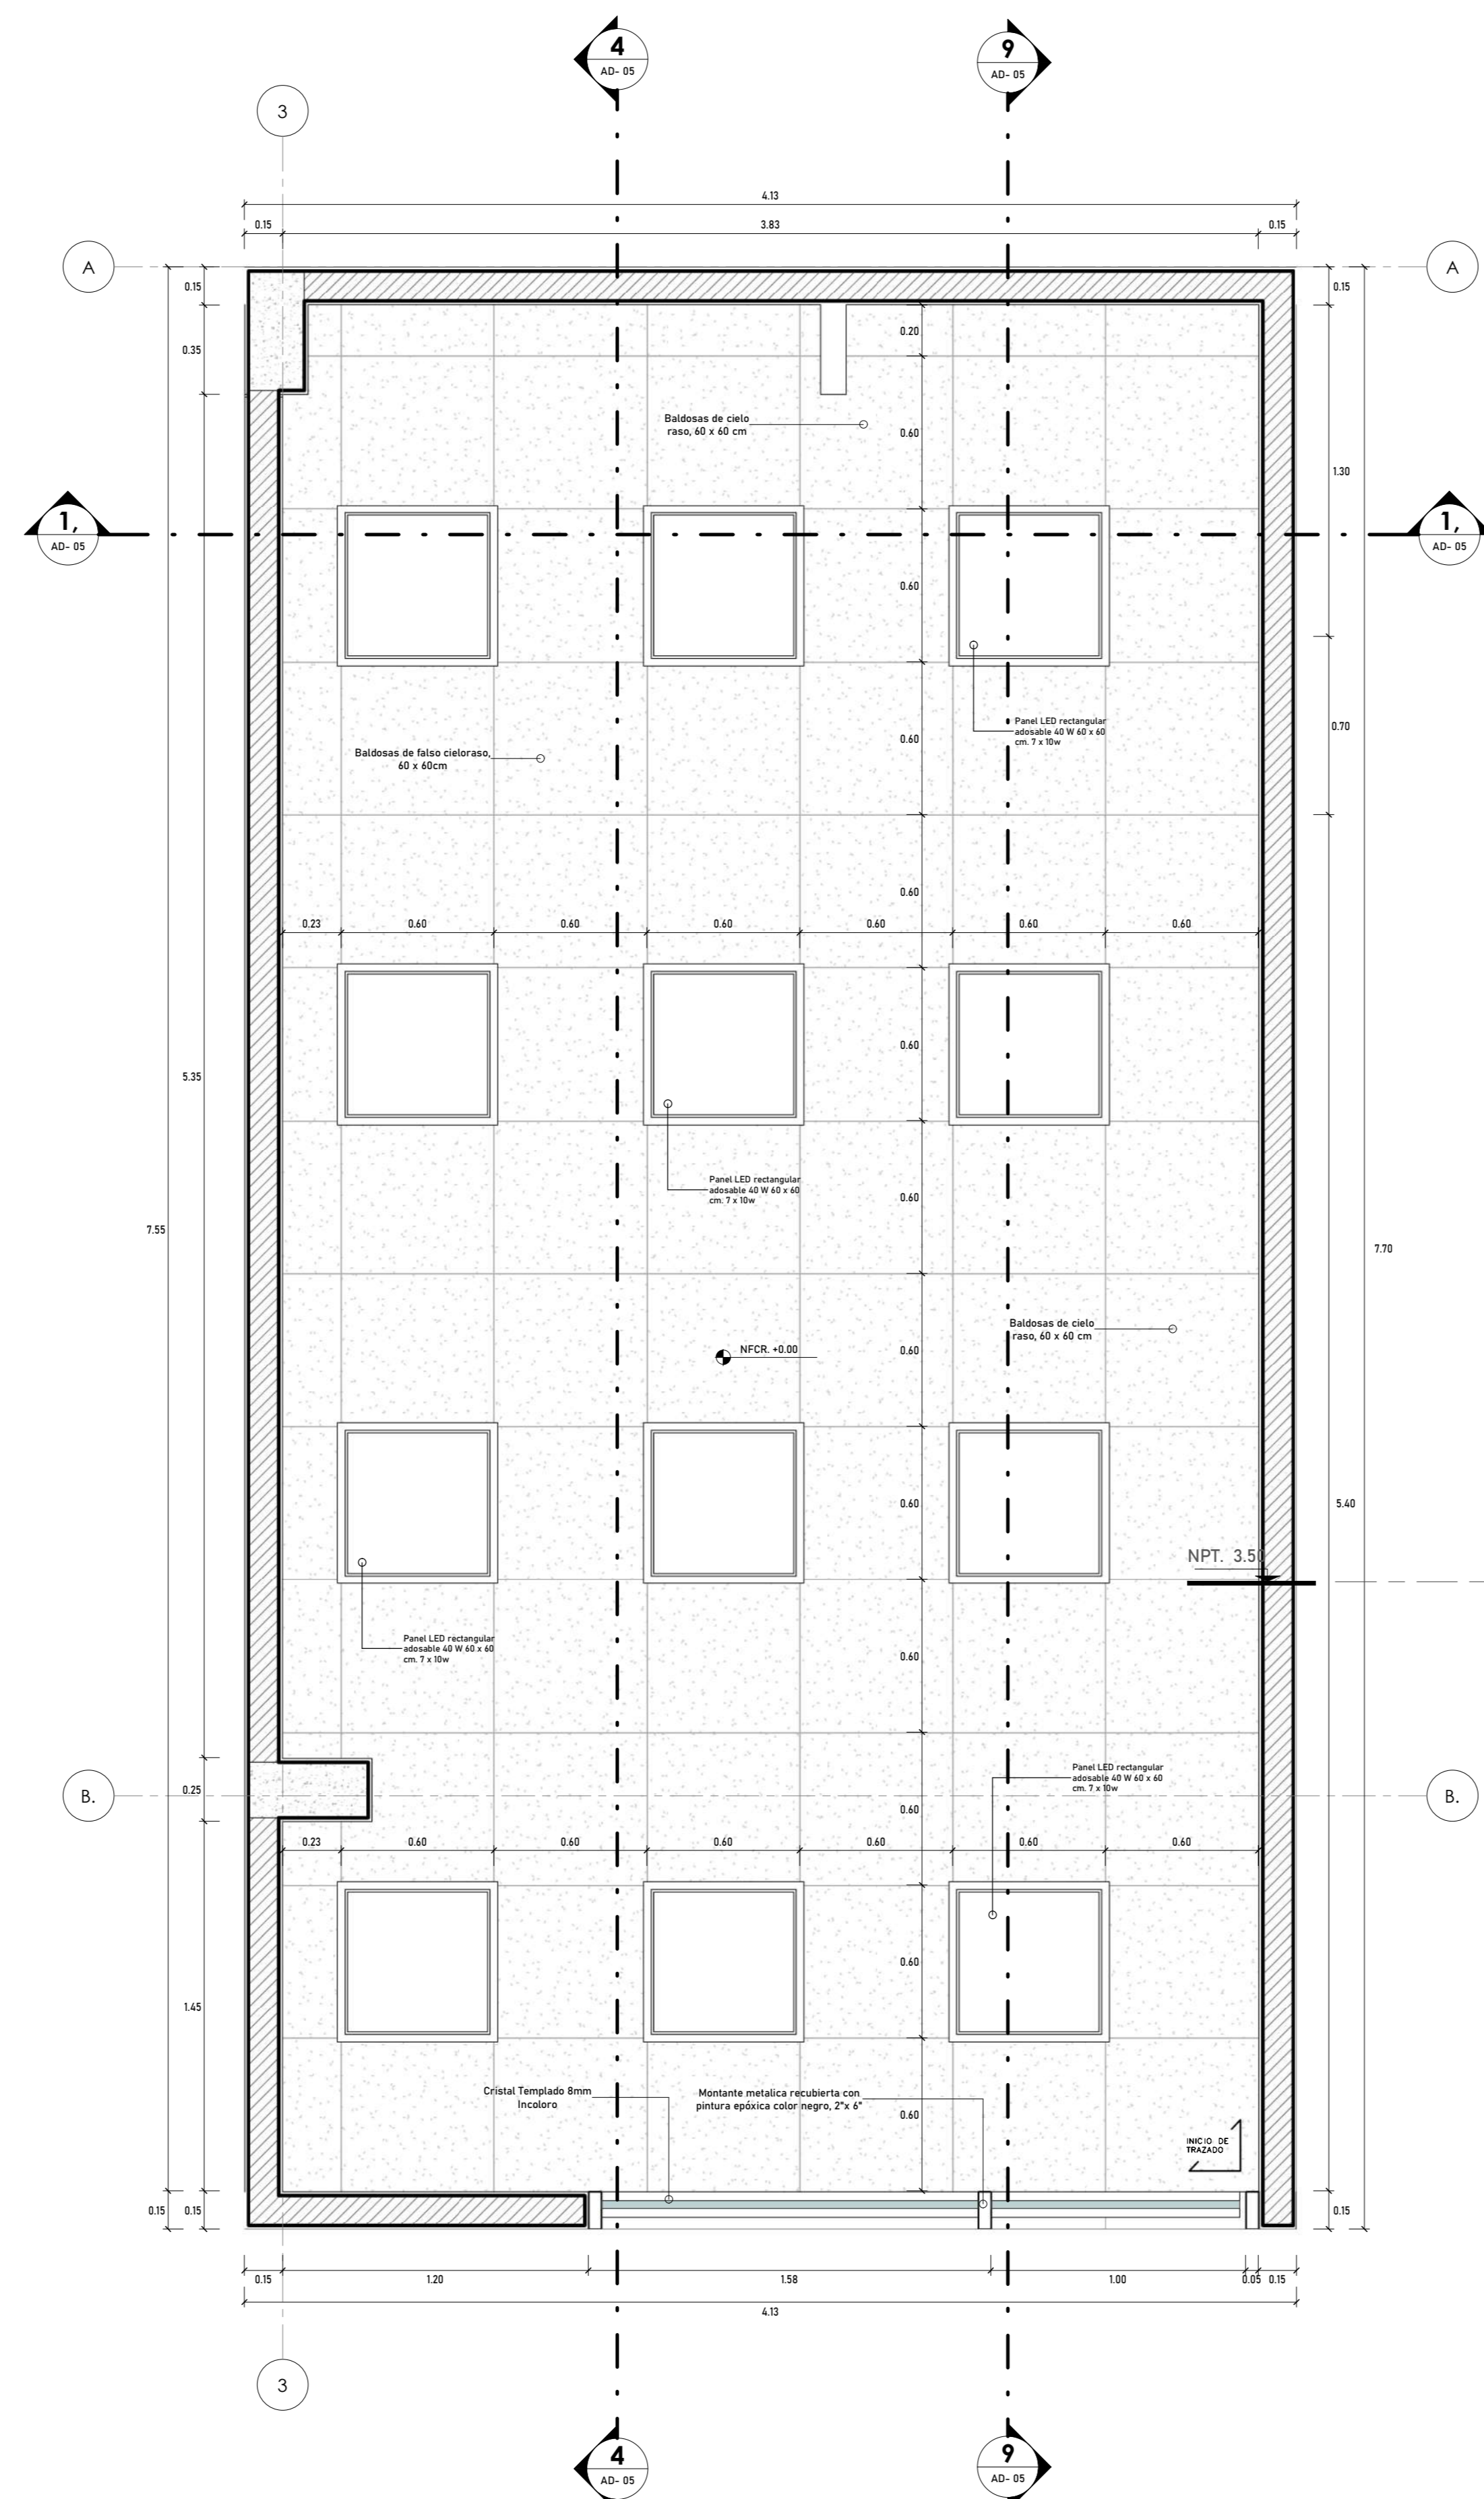 4
AD- 05
9
AD- 05
3
4.13
0.15
3.83
0.15
A
A
0.15
0.15
0.20
0.35
Baldosas de cielo
raso, 60 x 60 cm
0.60
1.30
1,
AD- 05
1,
AD- 05
0.60
Panel LED rectangular
adosable 40 W 60 x 60
cm. 7 x 10w
0.70
0.60
Baldosas de falso cieloraso,
60 x 60cm
0.60
0.23
0.60
0.60
0.60
0.60
0.60
0.60
0.60
5.35
Panel LED rectangular
adosable 40 W 60 x 60
cm. 7 x 10w
0.60
7.55
7.70
Baldosas de cielo
raso, 60 x 60 cm
NFCR. +0.00
0.60
0.60
5.40
NPT. 3.50
Panel LED rectangular
adosable 40 W 60 x 60
cm. 7 x 10w
0.60
Panel LED rectangular
adosable 40 W 60 x 60
cm. 7 x 10w
0.25
B.
B.
0.60
0.23
0.60
0.60
0.60
0.60
0.60
0.60
0.60
1.45
Cristal Templado 8mm
Incoloro
Montante metalica recubierta con
pintura epóxica color negro, 2"x 6"
0.60
INICIO DE
TRAZADO
0.15
0.15
0.15
0.15
1.20
1.58
1.00
0.05
0.15
4.13
3
4
AD- 05
9
AD- 05